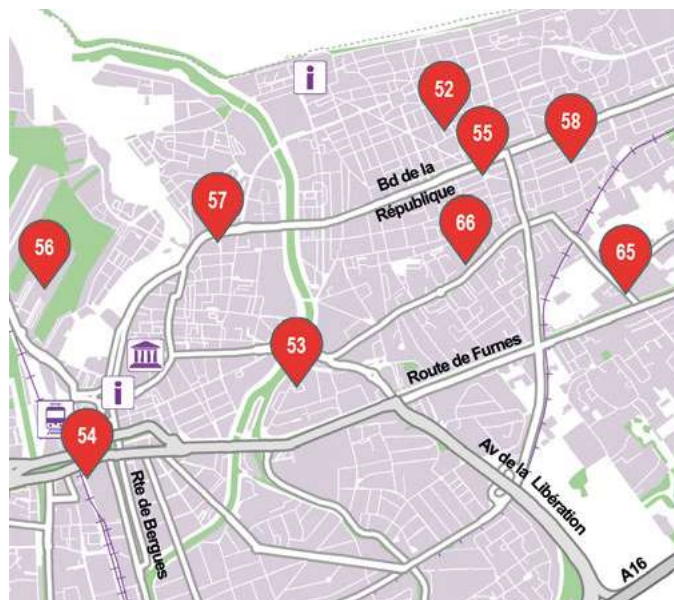 i
52
55
58
Bd de la
République
57
66
56
65
53
Route de Furnes
i
54
Rte de Bergues
Av de la Libération
A16